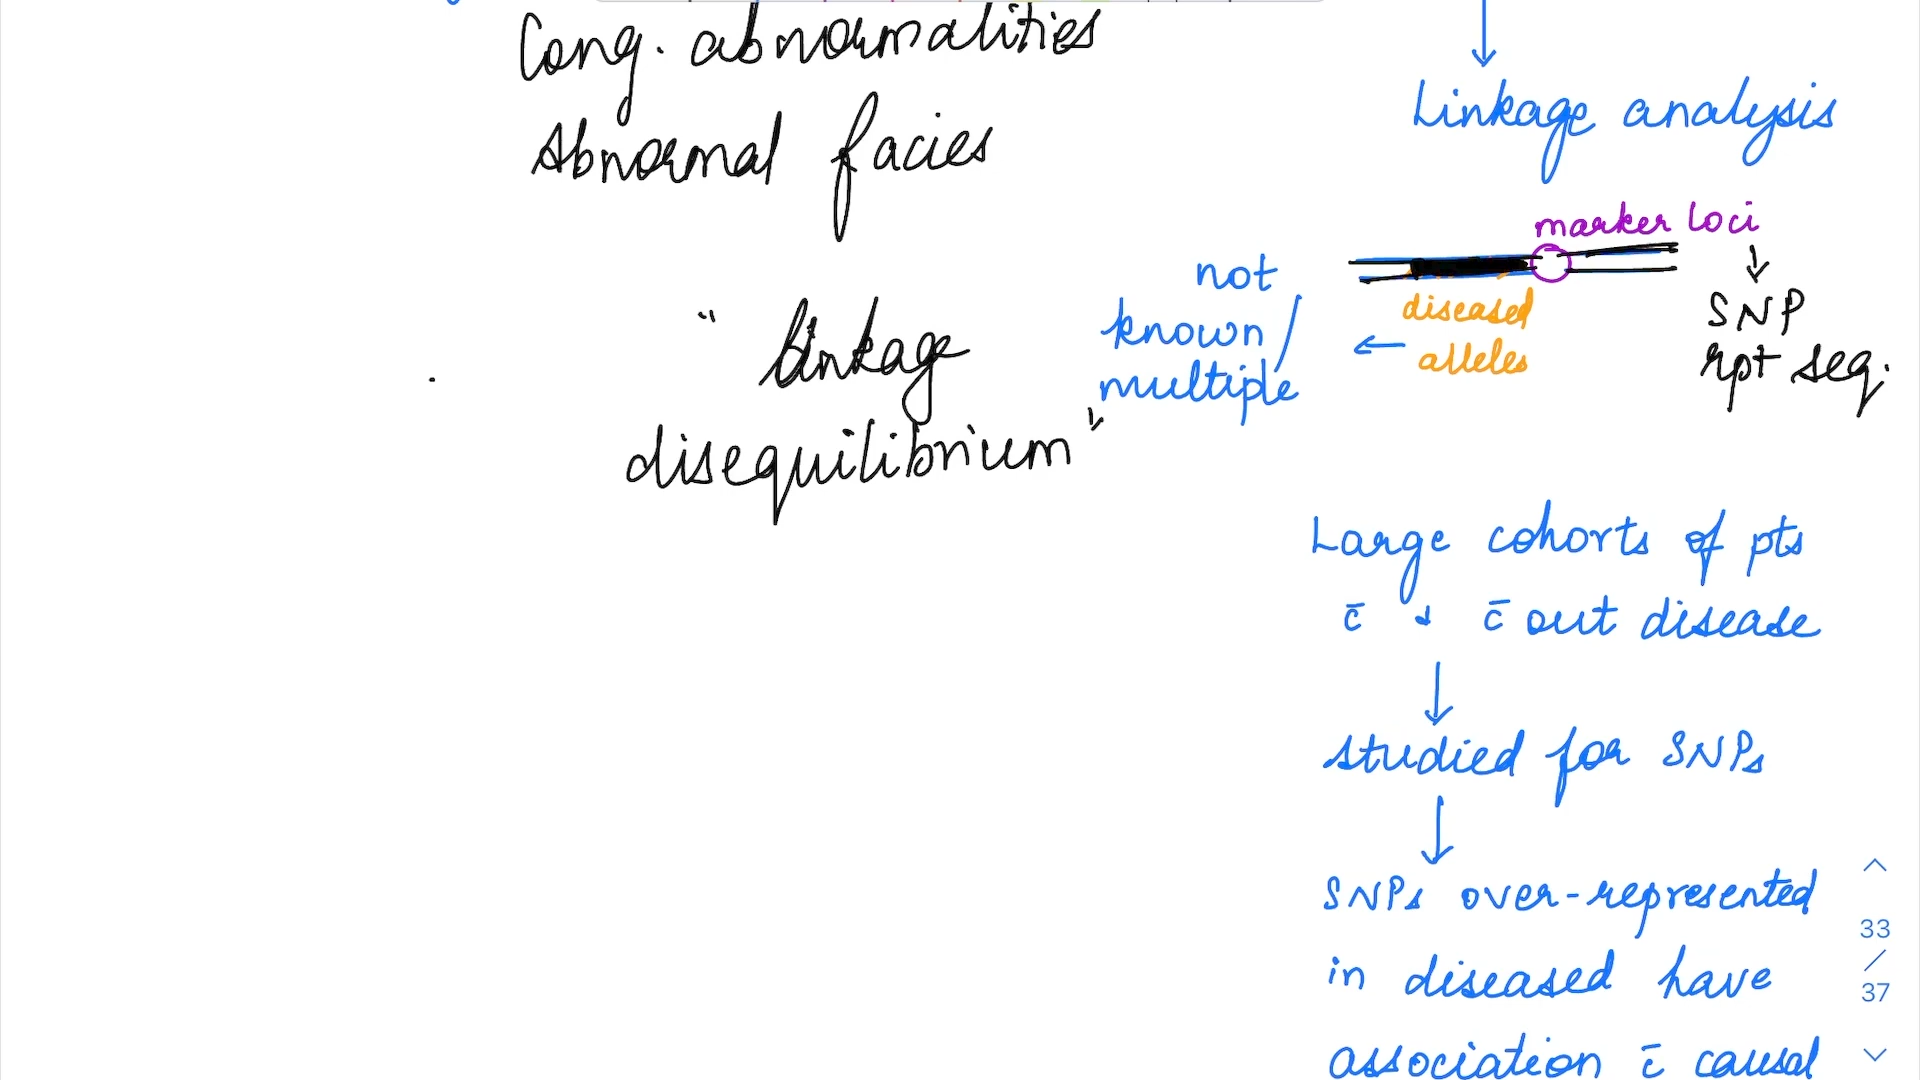 Cong. abnormalities
Abnormal facies
" Linkage
disequilibrium "
Linkage analysis
marker loci
SNP
rpt seq.
diseased
alleles
not
known /
multiple
Large cohorts of pts
c̄ & c̄ out disease
studied for SNPs
SNPs over-represented
in diseased have
association c̄ causal
33
/
37